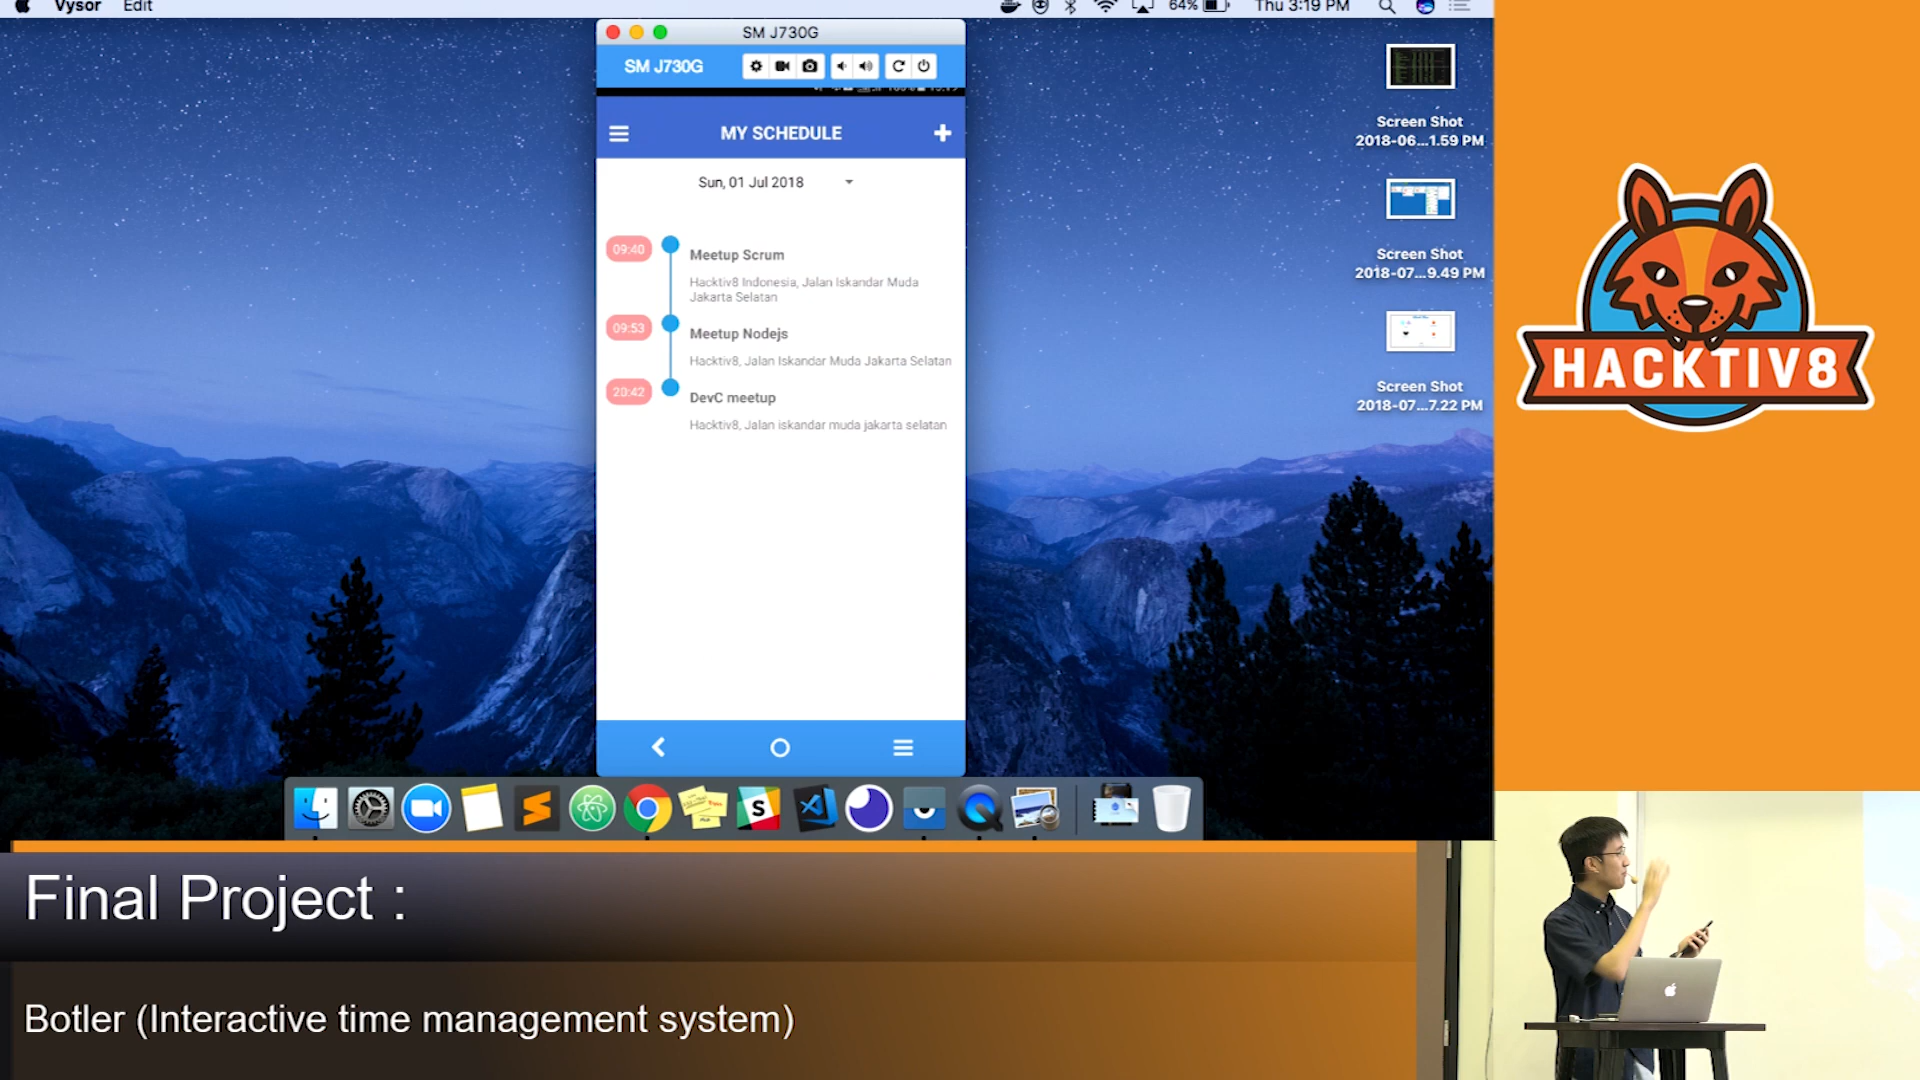 Vysor Edit
64% Thu 3:19 PM
SM J730G
SM J730G
MY SCHEDULE
Sun, 01 Jul 2018
09:40
Meetup Scrum
Hacktiv8 Indonesia, Jalan Iskandar Muda
Jakarta Selatan
09:53
Meetup Nodejs
Hacktiv8, Jalan Iskandar Muda Jakarta Selatan
20:42
DevC meetup
Hacktiv8, Jalan iskandar muda jakarta selatan
Screen Shot
2018-06...1.59 PM
Screen Shot
2018-07...9.49 PM
Screen Shot
2018-07...7.22 PM
HACKTIV8
Final Project :
Botler (Interactive time management system)